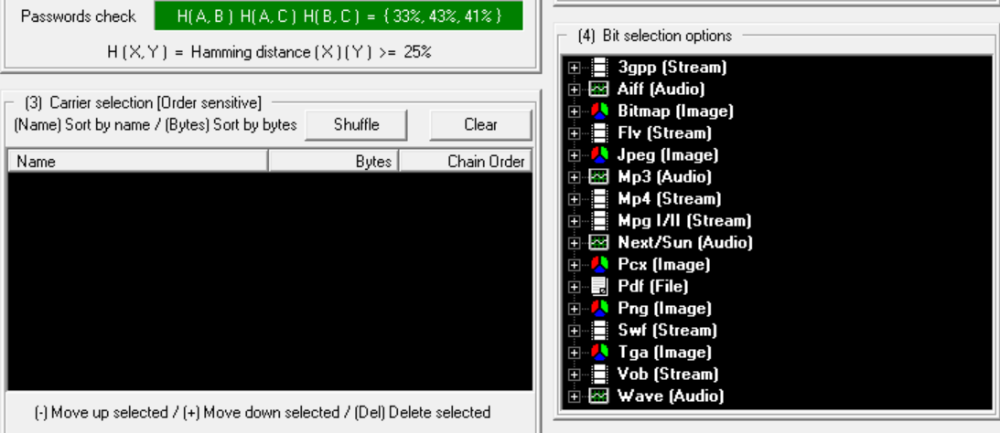 Passwords check H( A, B ) H( A, C ) H( B, C ) = { 33%, 43%, 41% }
H ( X, Y ) = Hamming distance ( X ) ( Y ) >= 25%
(3) Carrier selection [Order sensitive]
(Name) Sort by name / (Bytes) Sort by bytes Shuffle Clear
Name Bytes Chain Order
(-) Move up selected / (+) Move down selected / (Del) Delete selected
(4) Bit selection options
3gpp (Stream)
Aiff (Audio)
Bitmap (Image)
Flv (Stream)
Jpeg (Image)
Mp3 (Audio)
Mp4 (Stream)
Mpg I/II (Stream)
Next/Sun (Audio)
Pcx (Image)
Pdf (File)
Png (Image)
Swf (Stream)
Tga (Image)
Vob (Stream)
Wave (Audio)